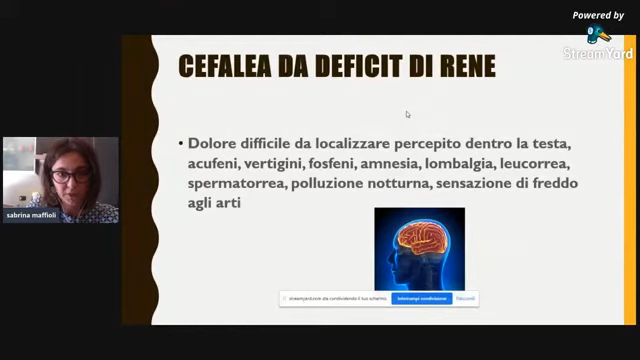 Powered by
StreamYard
CEFALEA DA DEFICIT DI RENE
• Dolore difficile da localizzare percepito dentro la testa,
acufeni, vertigini, fosfeni, amnesia, lombalgia, leucorrea,
spermatorrea, polluzione notturna, sensazione di freddo
agli arti
sabrina maffioli
streamyard.com sta condividendo il tuo schermo.
Interrompi condivisione
Nascondi